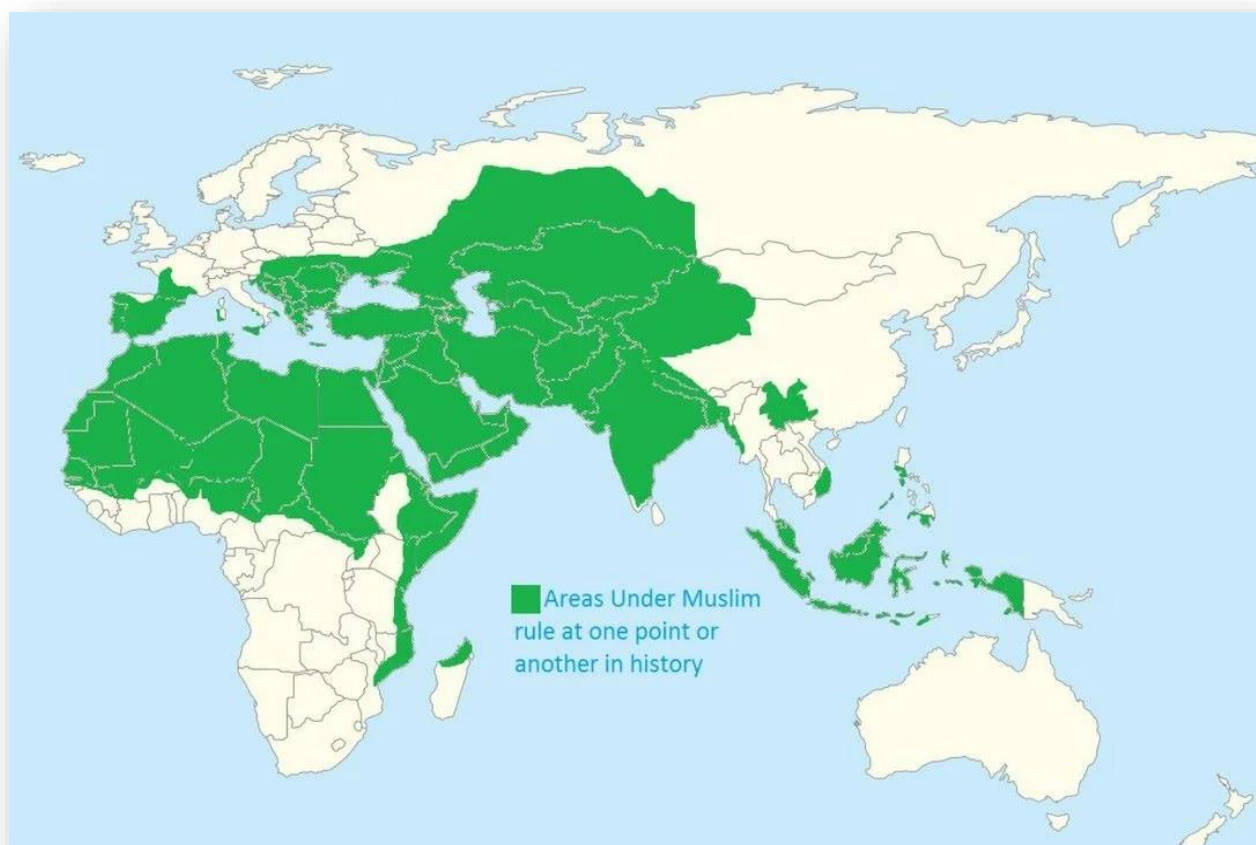 Areas Under Muslim
rule at one point or
another in history